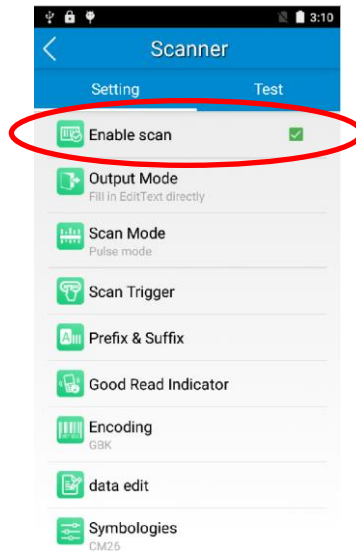 3:10
Scanner
Setting Test
Enable scan
Output Mode
Fill in EditText directly
Scan Mode
Pulse mode
Scan Trigger
Prefix & Suffix
Good Read Indicator
Encoding
GBK
data edit
Symbologies
CM26